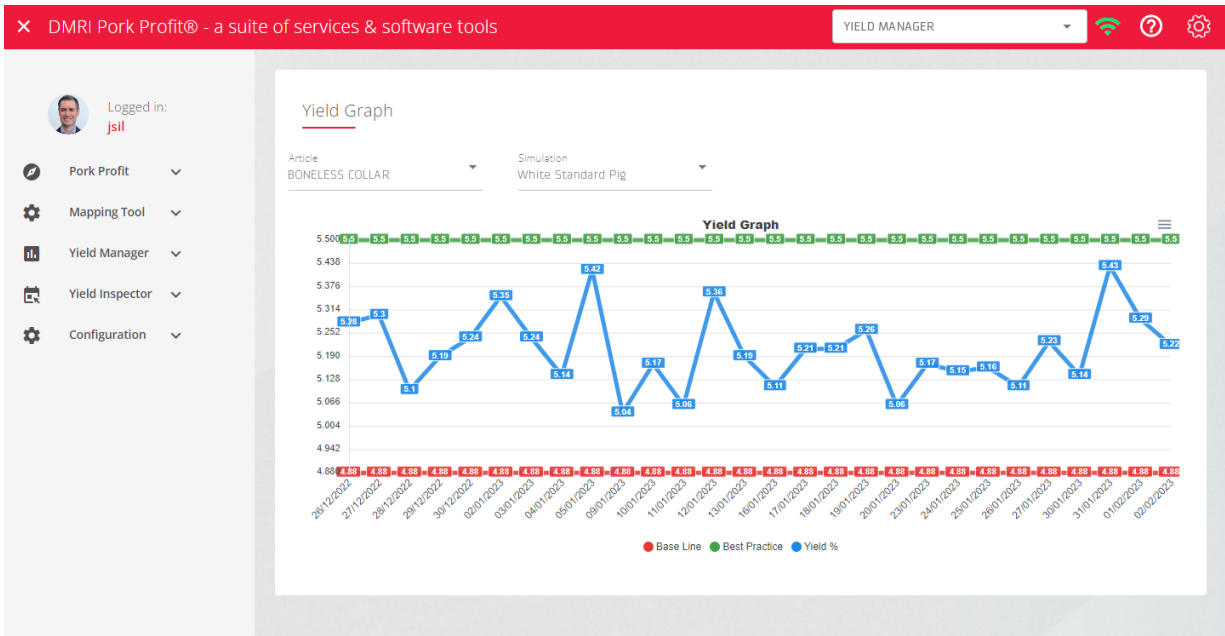 DMRI Pork Profit® - a suite of services & software tools
YIELD MANAGER
Logged in:
jsil
Pork Profit
Mapping Tool
Yield Manager
Yield Inspector
Configuration
Yield Graph
Article
BONELESS COLLAR
Simulation
White Standard Pig
Yield Graph
5.500
5.438
5.376
5.314
5.252
5.190
5.128
5.066
5.004
4.942
4.880
5.5 5.5 5.5 5.5 5.5 5.5 5.5 5.5 5.5 5.5 5.5 5.5 5.5 5.5 5.5 5.5 5.5 5.5 5.5 5.5 5.5 5.5 5.5 5.5 5.5 5.5 5.5 5.5
5.28 5.3 5.1 5.19 5.24 5.35 5.24 5.14 5.42 5.04 5.17 5.06 5.36 5.19 5.11 5.21 5.21 5.26 5.06 5.17 5.15 5.16 5.11 5.23 5.14 5.43 5.29 5.22
4.88 4.88 4.88 4.88 4.88 4.88 4.88 4.88 4.88 4.88 4.88 4.88 4.88 4.88 4.88 4.88 4.88 4.88 4.88 4.88 4.88 4.88 4.88 4.88 4.88 4.88 4.88 4.88
26/12/2022 27/12/2022 28/12/2022 29/12/2022 30/12/2022 02/01/2023 03/01/2023 04/01/2023 05/01/2023 09/01/2023 10/01/2023 11/01/2023 12/01/2023 13/01/2023 16/01/2023 17/01/2023 18/01/2023 19/01/2023 20/01/2023 23/01/2023 24/01/2023 25/01/2023 26/01/2023 27/01/2023 30/01/2023 31/01/2023 01/02/2023 02/02/2023
Base Line Best Practice Yield %